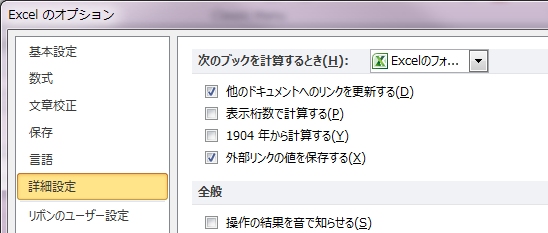 Excel のオプション
基本設定
数式
文章校正
保存
言語
詳細設定
リボンのユーザー設定
次のブックを計算するとき(H):
Excelのフォ...
他のドキュメントへのリンクを更新する(D)
表示桁数で計算する(P)
1904 年から計算する(Y)
外部リンクの値を保存する(X)
全般
操作の結果を音で知らせる(S)